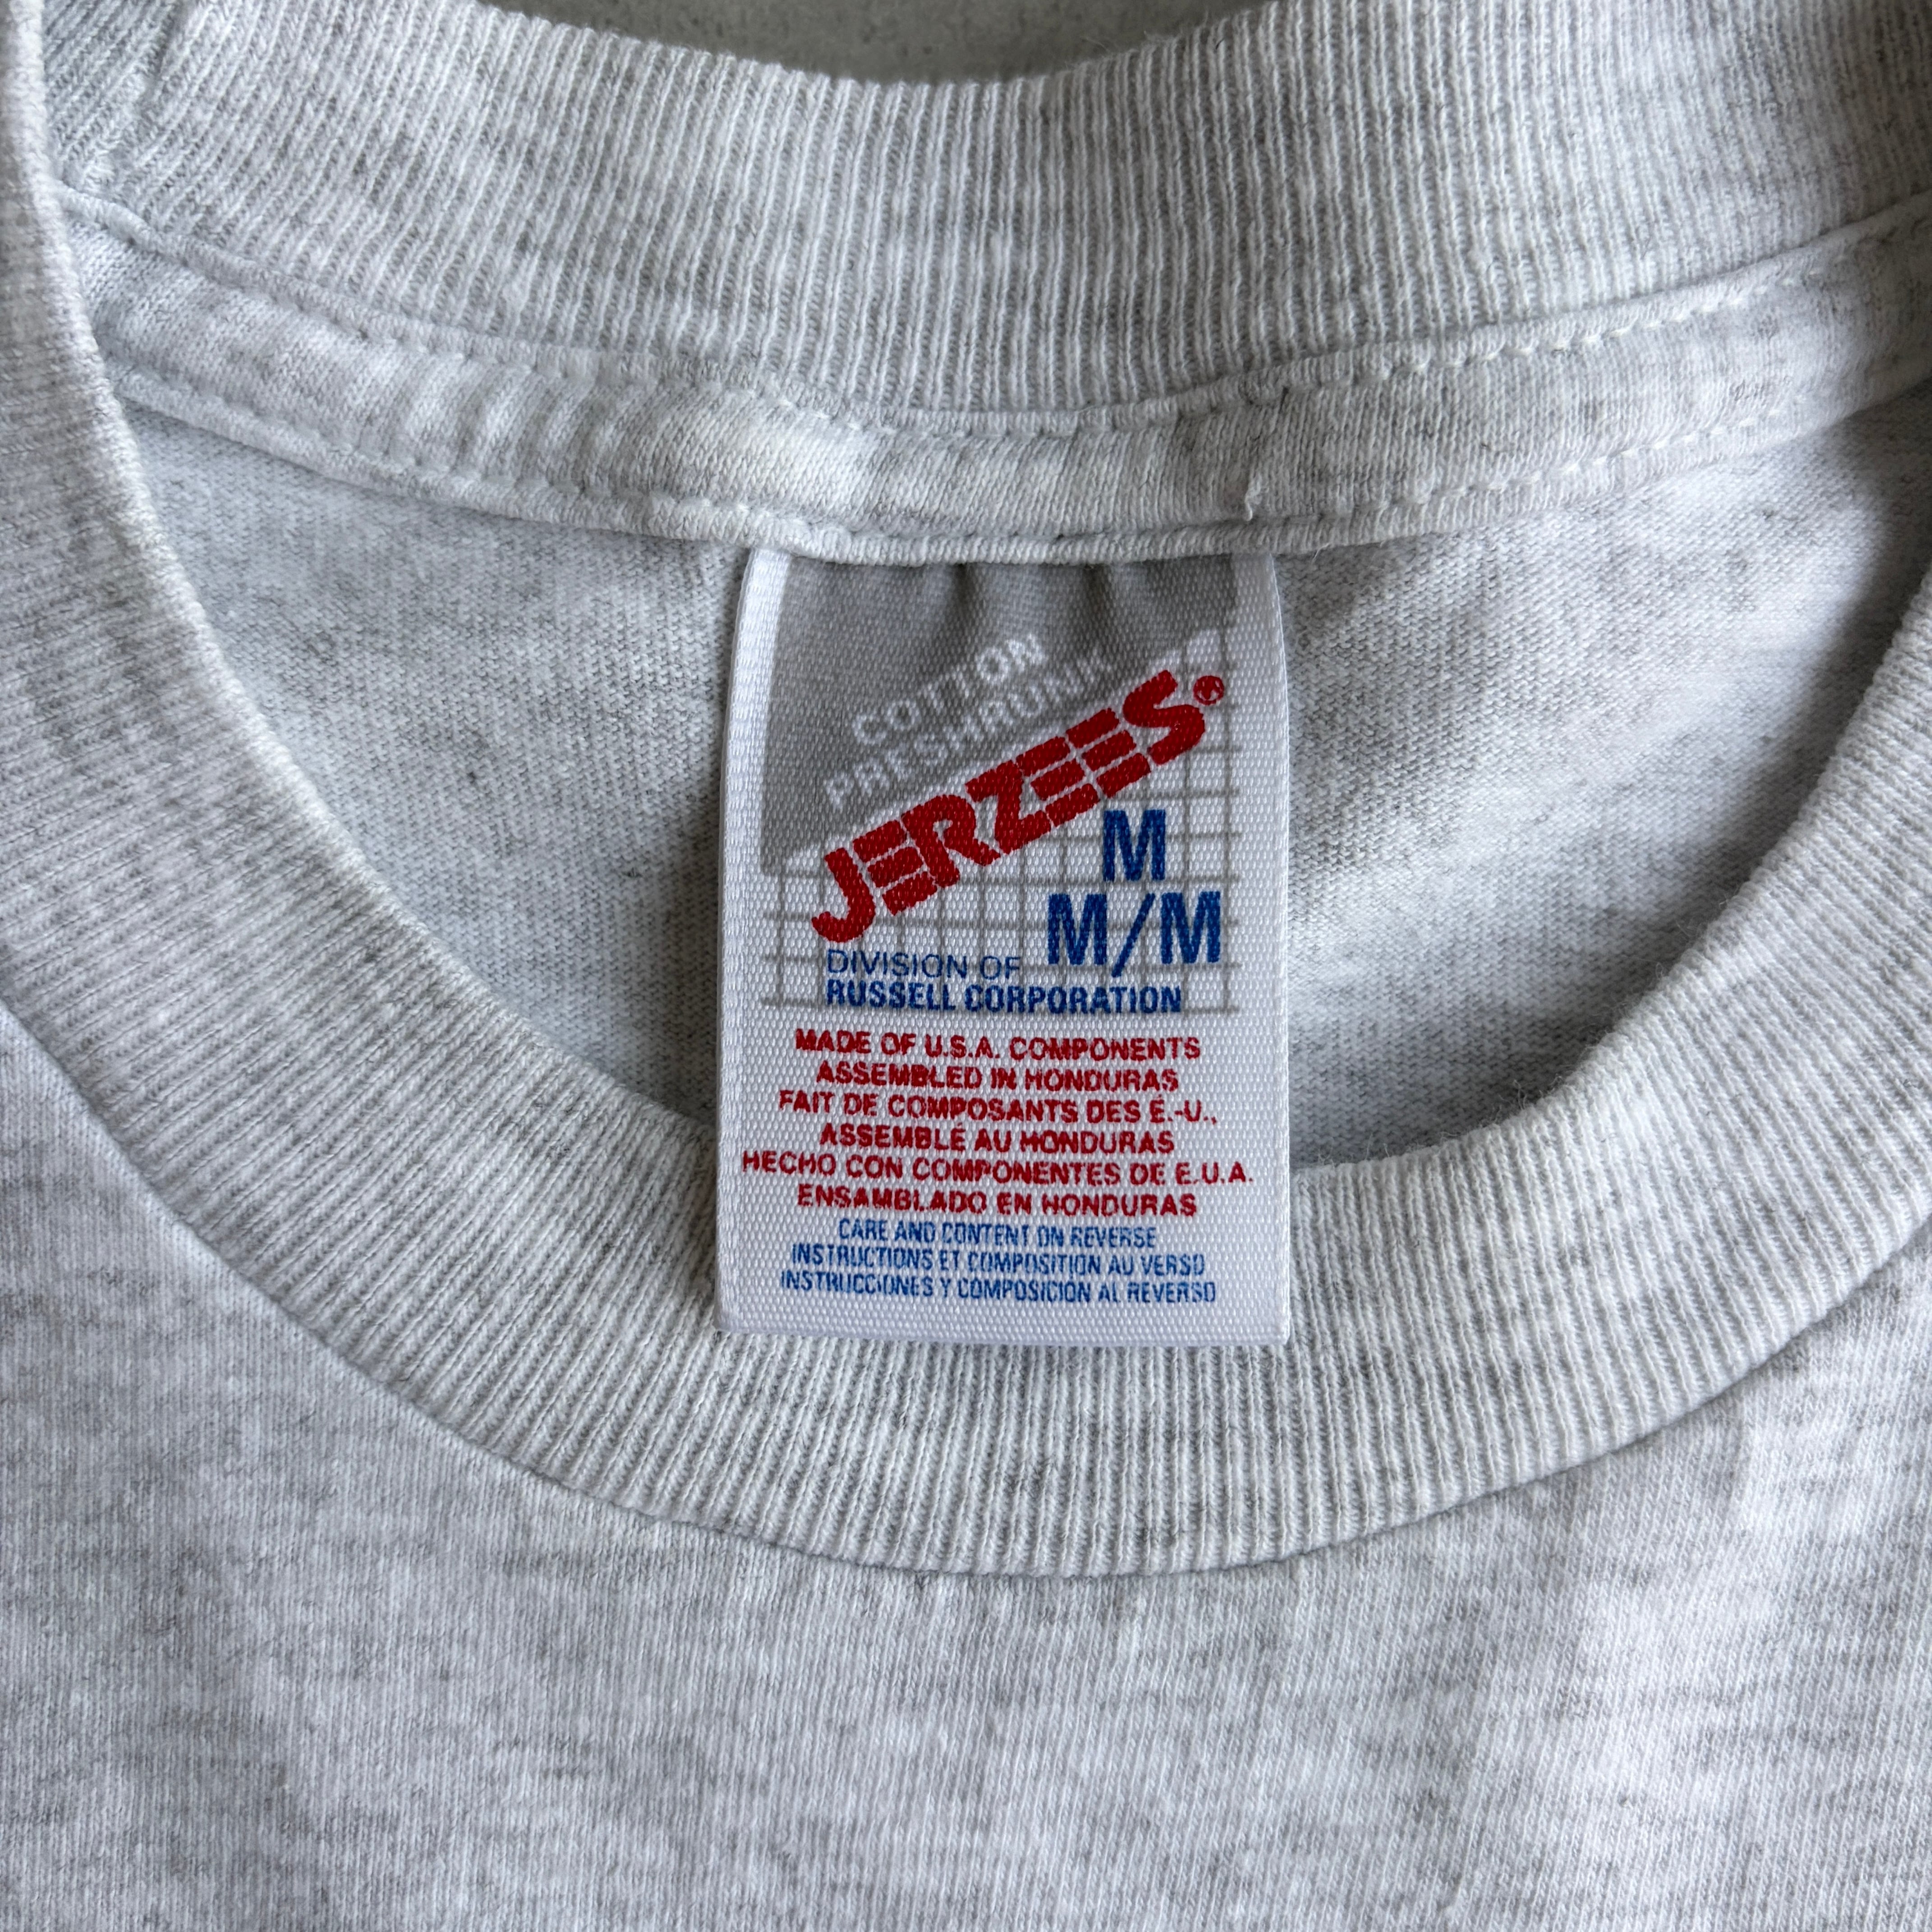 COTTON
PRESHRUNK
JERZEES®
M
M/M
DIVISION OF
RUSSELL CORPORATION
MADE OF U.S.A. COMPONENTS
ASSEMBLED IN HONDURAS
FAIT DE COMPOSANTS DES É.-U.,
ASSEMBLÉ AU HONDURAS
HECHO CON COMPONENTES DE E.U.A.
ENSAMBLADO EN HONDURAS
CARE AND CONTENT ON REVERSE
INSTRUCTIONS ET COMPOSITION AU VERSO
INSTRUCCIONES Y COMPOSICION AL REVERSO